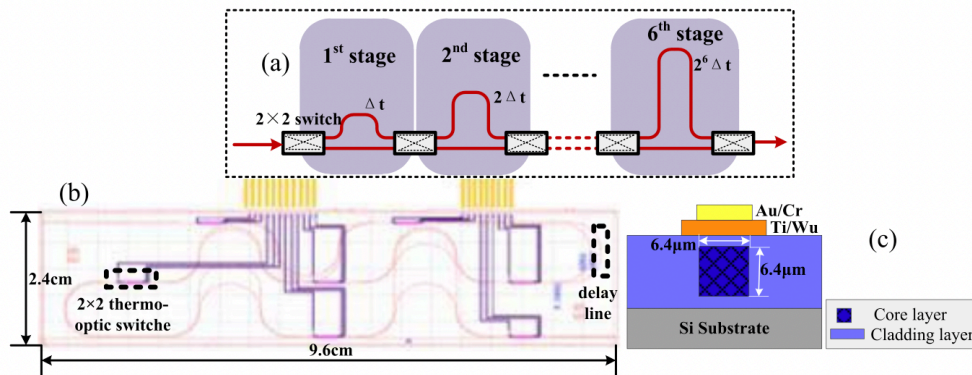 (a)
1st stage
2nd stage
6th stage
Δ t
2 Δ t
2⁶ Δ t
2×2 switch
(b)
2.4cm
2×2 thermo-
optic switche
delay
line
9.6cm
(c)
Au/Cr
Ti/Wu
6.4μm
6.4μm
Si Substrate
Core layer
Cladding layer